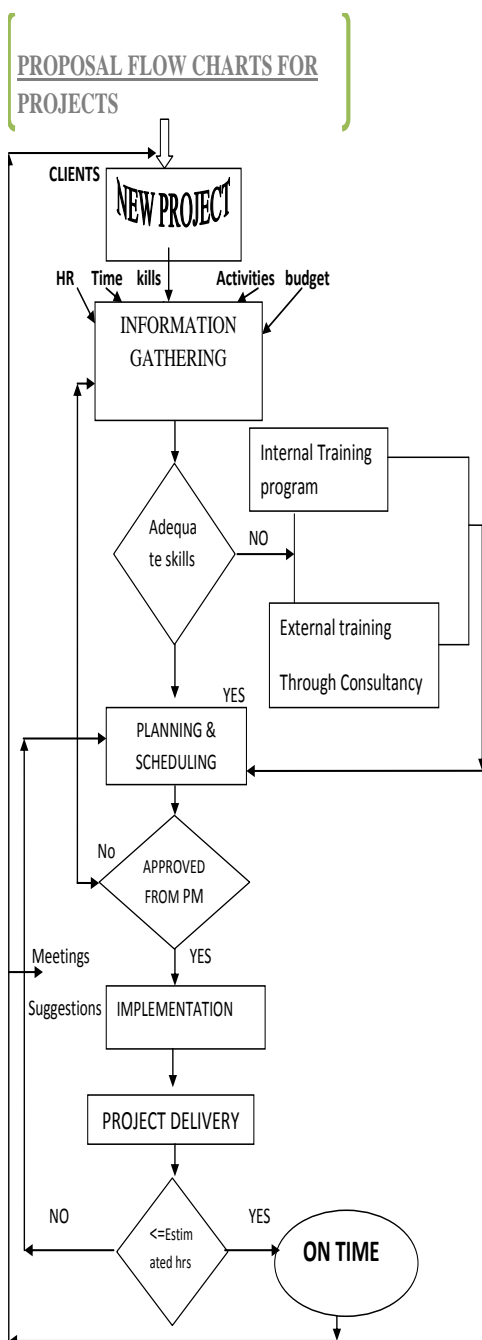 PROPOSAL FLOW CHARTS FOR
PROJECTS
CLIENTS
NEW PROJECT
HR Time kills Activities budget
INFORMATION
GATHERING
Internal Training
program
Adequa
te skills
NO
External training
Through Consultancy
YES
PLANNING &
SCHEDULING
No
APPROVED
FROM PM
YES
Meetings
Suggestions
IMPLEMENTATION
PROJECT DELIVERY
NO
<=Estim
ated hrs
YES
ON TIME